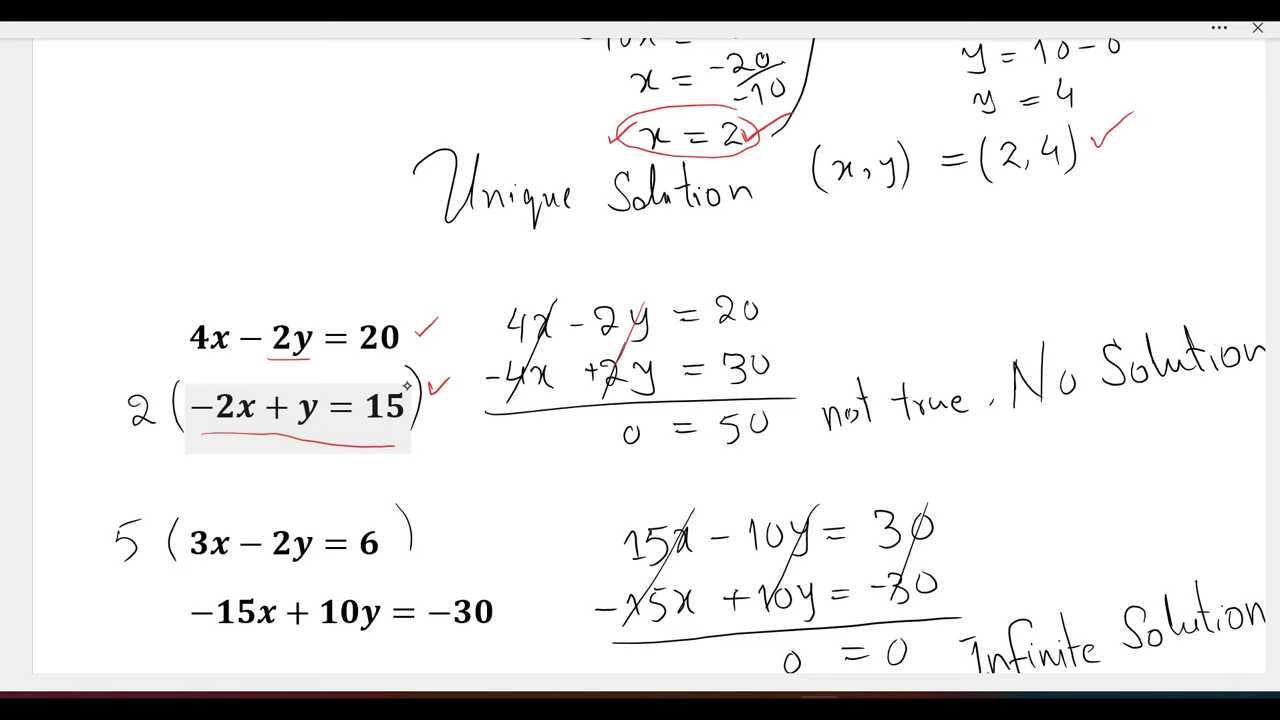 x = -20/-10
y = 10-
y = 4
x = 2
(x,y) = (2,4)
Unique Solution
4x − 2y = 20
4x - 2y = 20
2 ( −2x + y = 15 )
-4x +2y = 30
0 = 50 not true. No Solution
5 ( 3x − 2y = 6 )
15x - 10y = 30
−15x + 10y = −30
-15x + 10y = -30
0 = 0 Infinite Solution